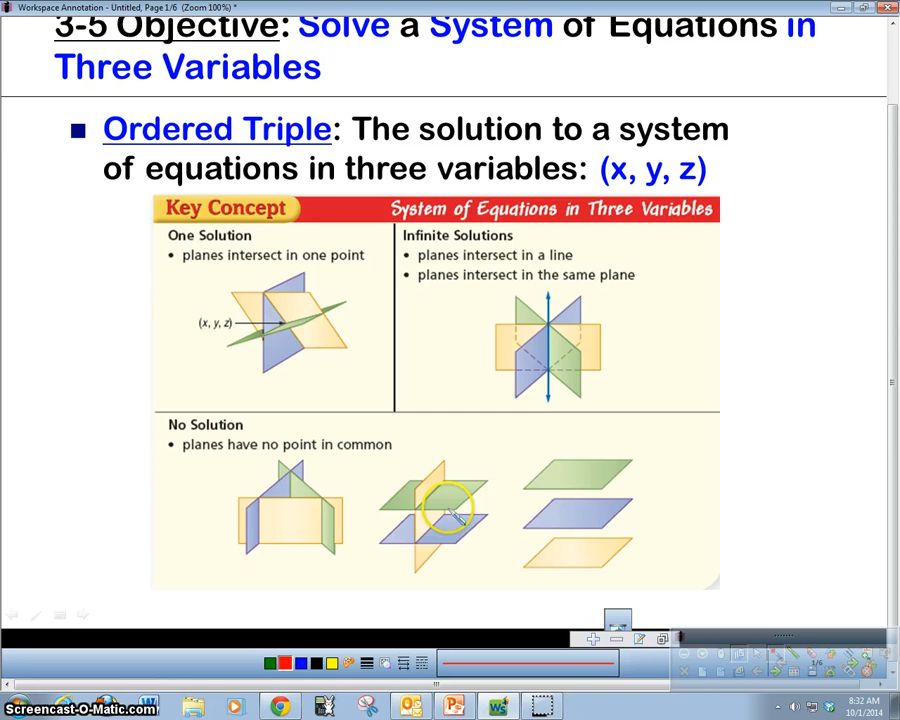 Workspace Annotation - Untitled, Page 1/6 (Zoom 100%) *
3-5 Objective: Solve a System of Equations in
Three Variables
Ordered Triple: The solution to a system
of equations in three variables: (x, y, z)
Key Concept
System of Equations in Three Variables
One Solution
• planes intersect in one point
(x, y, z)
Infinite Solutions
• planes intersect in a line
• planes intersect in the same plane
No Solution
• planes have no point in common
1/6
Screencast-O-Matic.com
8:32 AM
10/1/2014